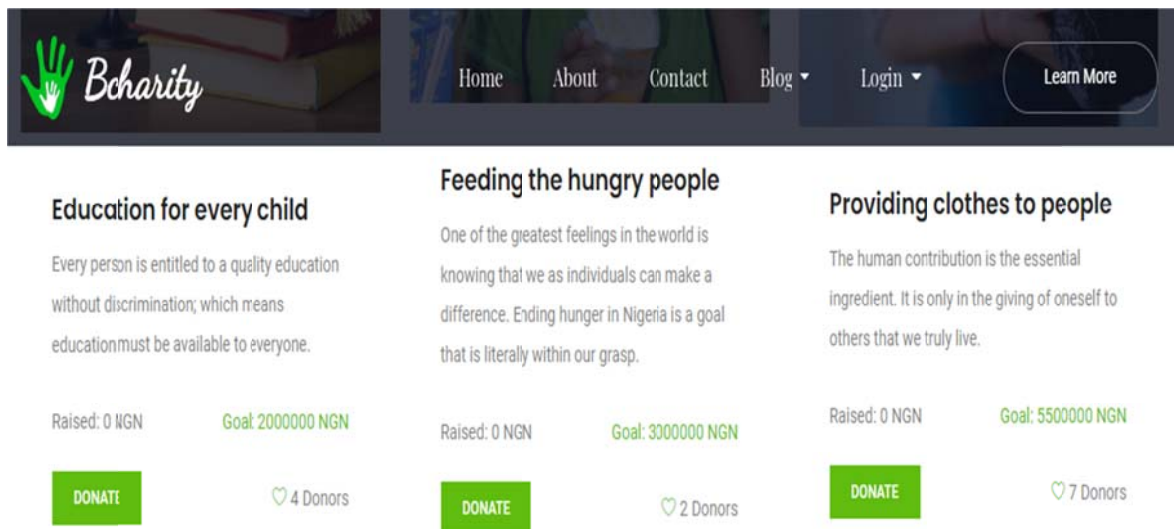 Bcharity
Home About Contact Blog Login Learn More
Education for every child
Every person is entitled to a quality education
without discrimination; which means
education must be available to everyone.
Raised: 0 NGN Goal: 2000000 NGN
DONATE 4 Donors
Feeding the hungry people
One of the greatest feelings in the world is
knowing that we as individuals can make a
difference. Ending hunger in Nigeria is a goal
that is literally within our grasp.
Raised: 0 NGN Goal: 3000000 NGN
DONATE 2 Donors
Providing clothes to people
The human contribution is the essential
ingredient. It is only in the giving of oneself to
others that we truly live.
Raised: 0 NGN Goal: 5500000 NGN
DONATE 7 Donors